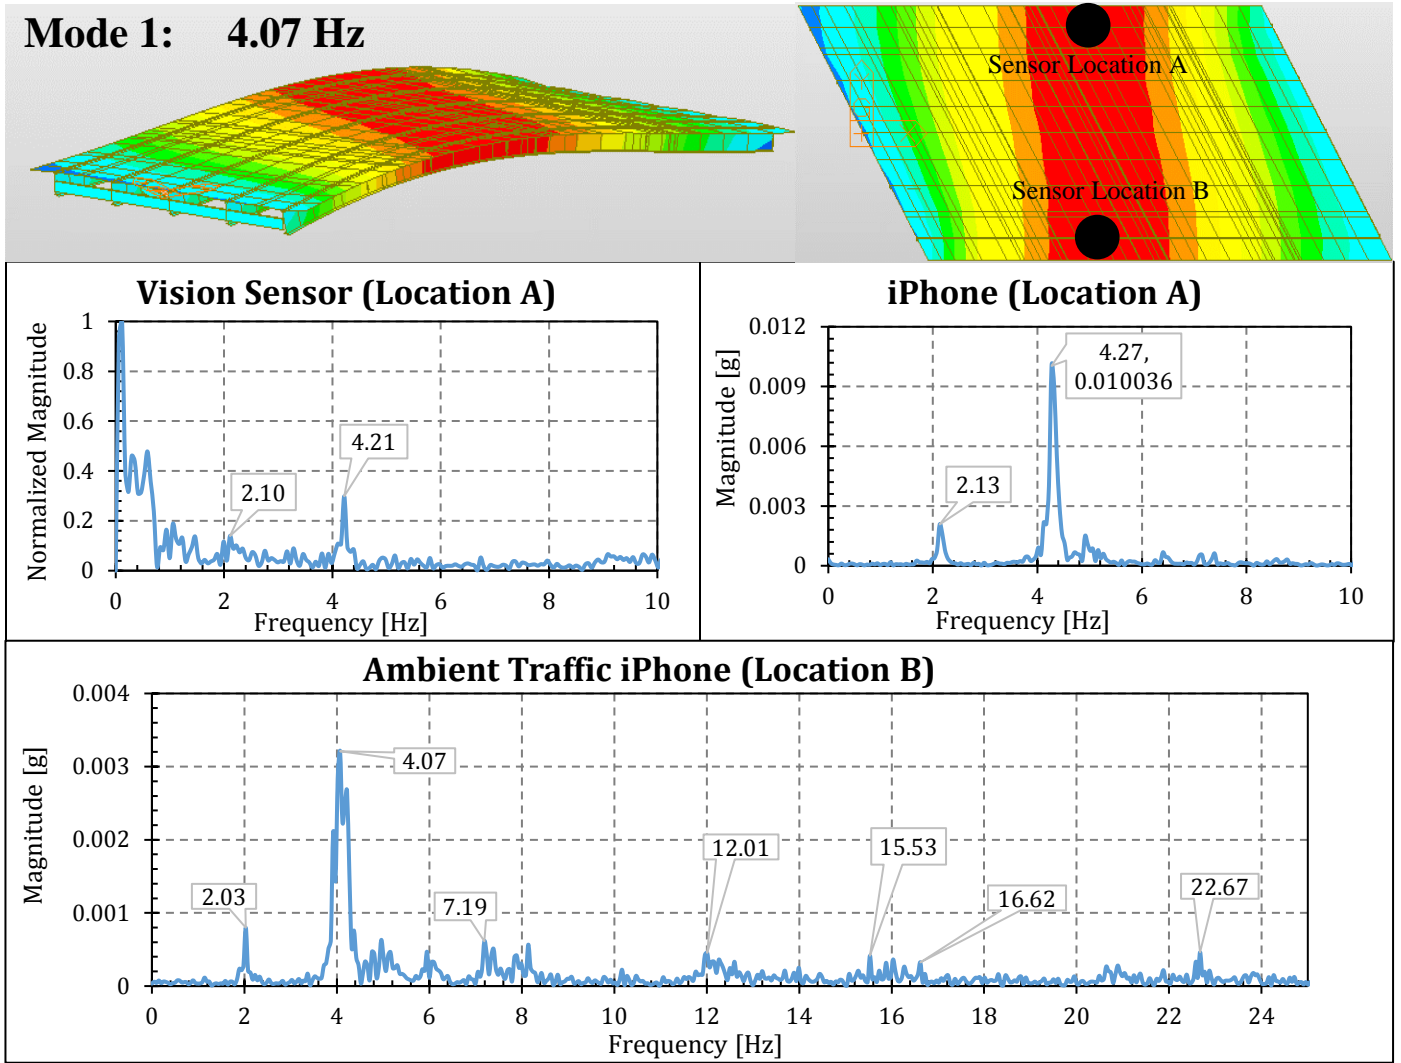 Mode 1: 4.07 Hz
Sensor Location A
Sensor Location B
Vision Sensor (Location A)
Normalized Magnitude
1
0.8
0.6
0.4
0.2
0
4.21
2.10
0 2 4 6 8 10
Frequency [Hz]
iPhone (Location A)
Magnitude [g]
0.012
0.009
0.006
0.003
0
4.27,
0.010036
2.13
0 2 4 6 8 10
Frequency [Hz]
Ambient Traffic iPhone (Location B)
Magnitude [g]
0.004
0.003
0.002
0.001
0
2.03
4.07
7.19
12.01
15.53
16.62
22.67
0 2 4 6 8 10 12 14 16 18 20 22 24
Frequency [Hz]